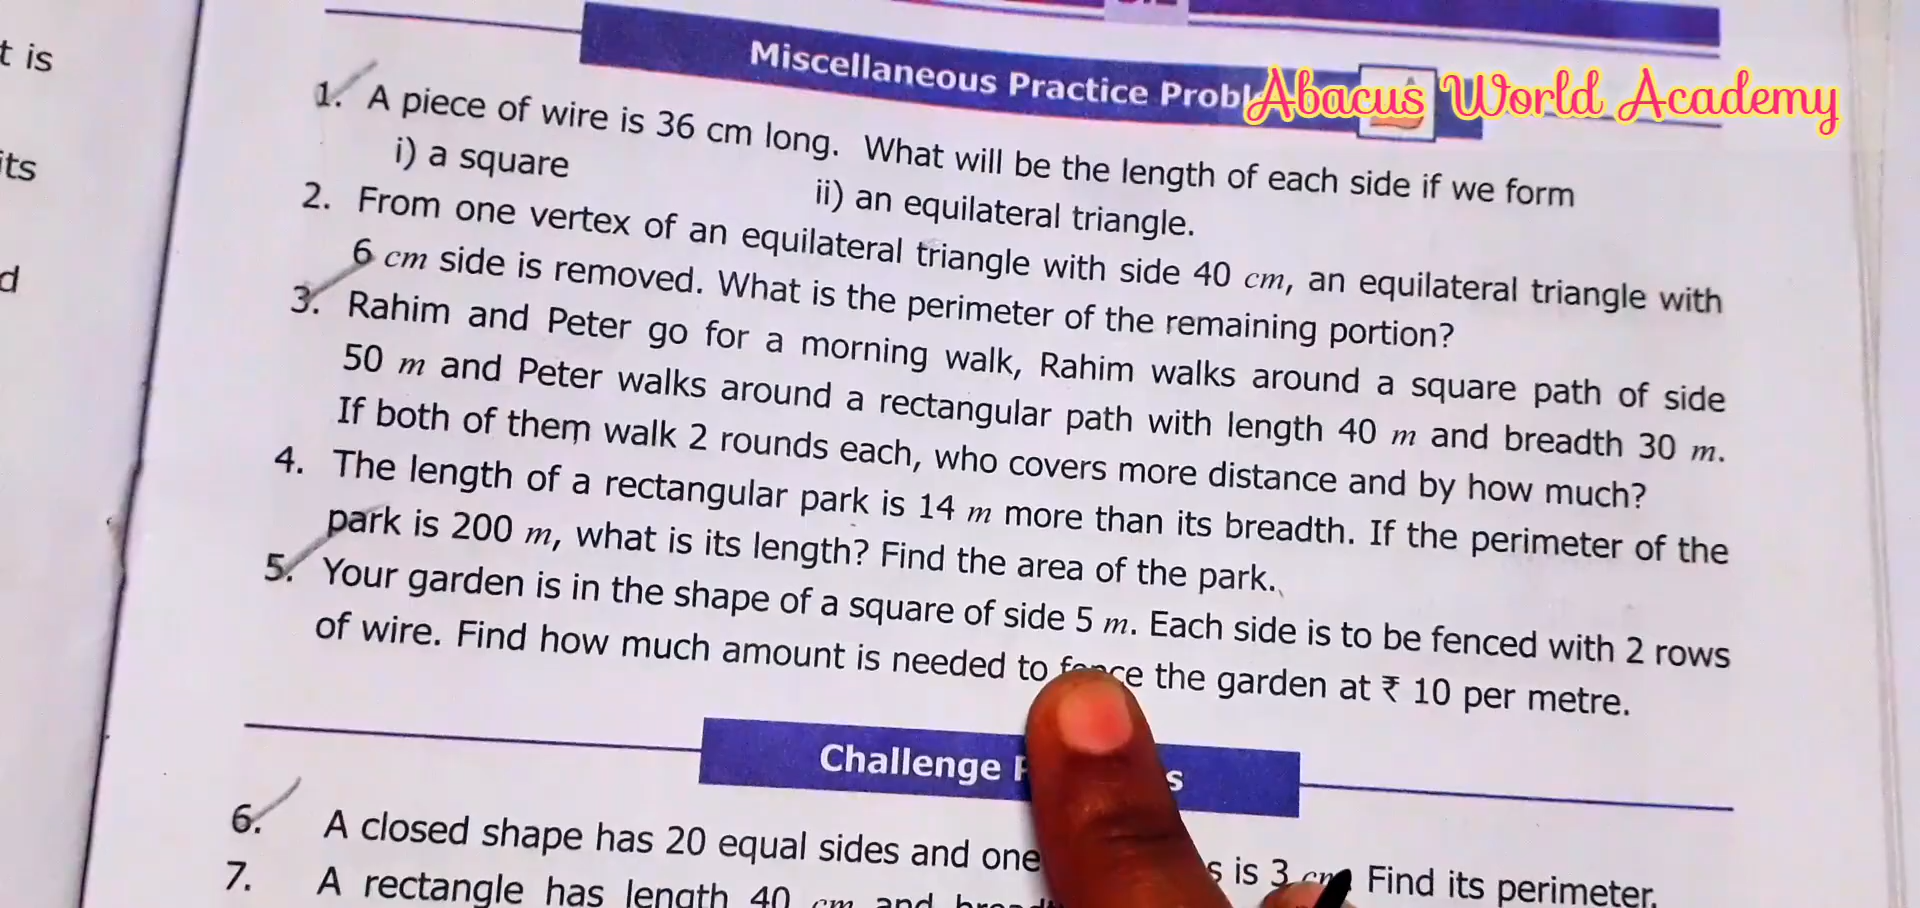 t is
its
d
Miscellaneous Practice
Abacus World Academy
1. A piece of wire is 36 cm long. What will be the length of each side if we form
i) a square ii) an equilateral triangle.
2. From one vertex of an equilateral triangle with side 40 cm, an equilateral triangle with
6 cm side is removed. What is the perimeter of the remaining portion?
3. Rahim and Peter go for a morning walk, Rahim walks around a square path of side
50 m and Peter walks around a rectangular path with length 40 m and breadth 30 m.
If both of them walk 2 rounds each, who covers more distance and by how much?
4. The length of a rectangular park is 14 m more than its breadth. If the perimeter of the
park is 200 m, what is its length? Find the area of the park.
5. Your garden is in the shape of a square of side 5 m. Each side is to be fenced with 2 rows
of wire. Find how much amount is needed to fence the garden at ₹ 10 per metre.
Challenge
6. A closed shape has 20 equal sides and one is 3 cm. Find its perimeter.
7. A rectangle has length 40 cm and